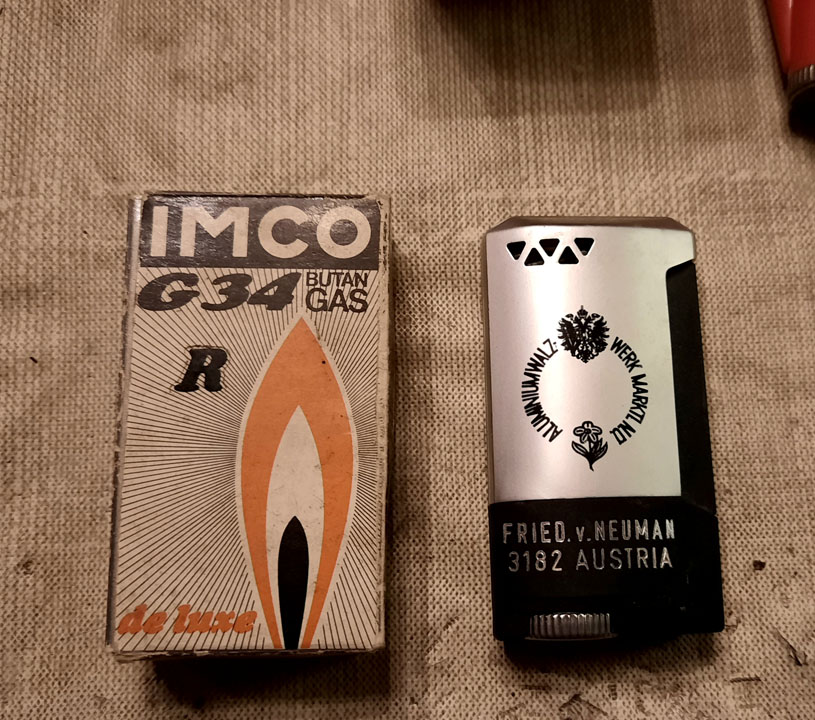 IMCO
G34 BUTAN GAS
R
de luxe
ALUMINIUMWALZ-
WERK MARKTL N.Ö.
FRIED. v. NEUMAN
3182 AUSTRIA